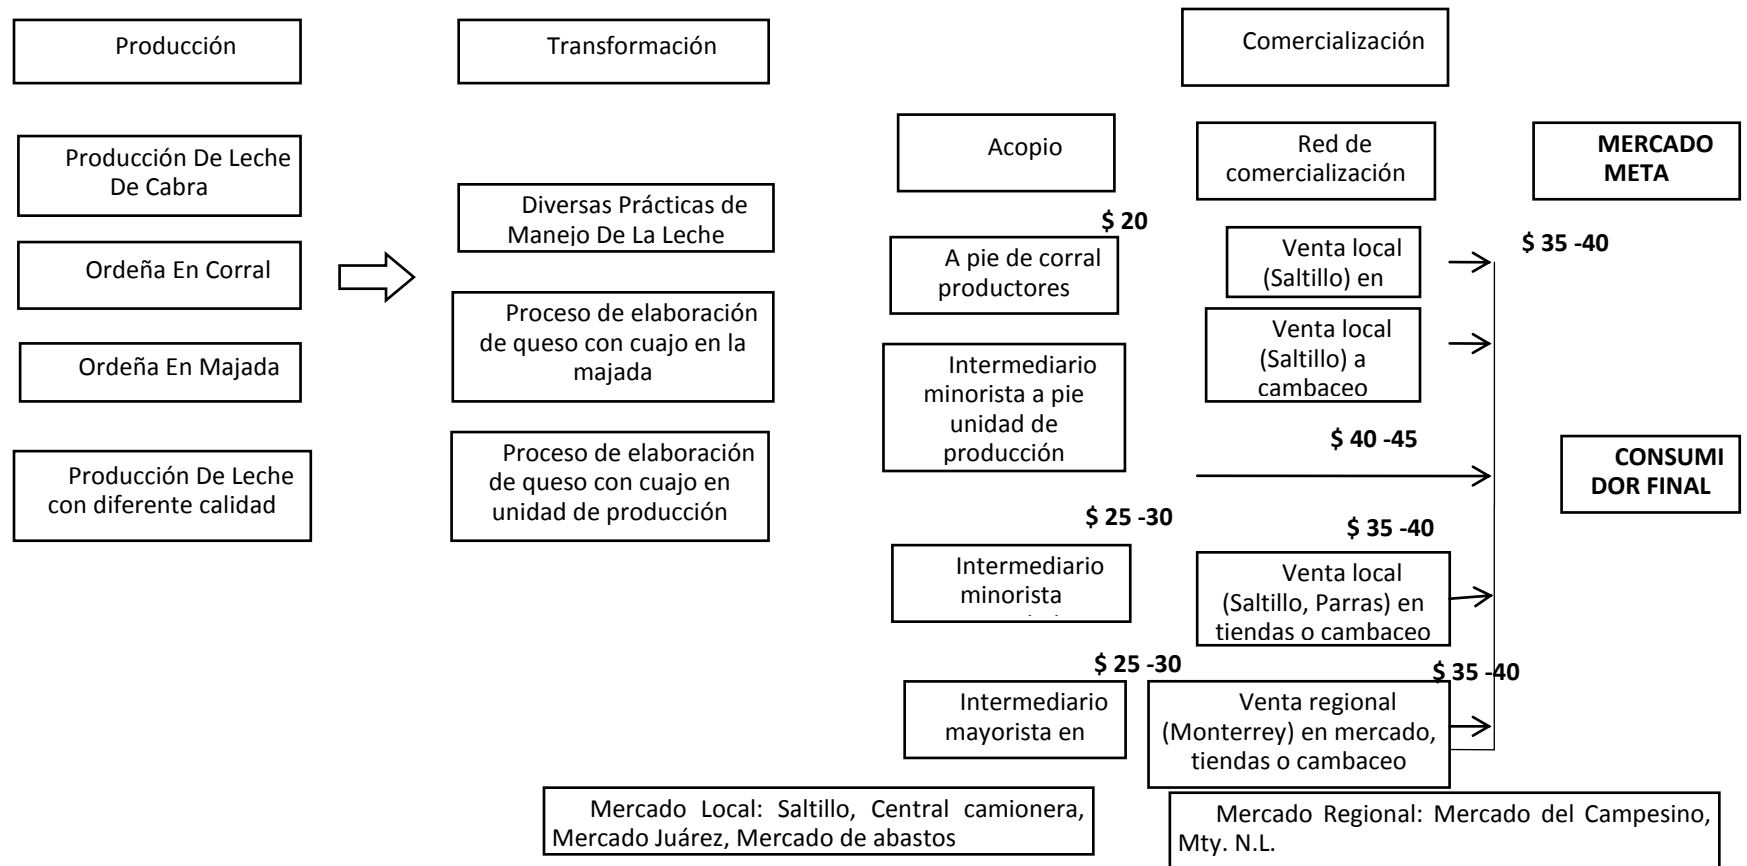 Producción
Transformación
Comercialización
Producción De Leche
De Cabra
Ordeña En Corral
Ordeña En Majada
Producción De Leche
con diferente calidad
Diversas Prácticas de
Manejo De La Leche
Proceso de elaboración
de queso con cuajo en la
majada
Proceso de elaboración
de queso con cuajo en
unidad de producción
Acopio
$ 20
A pie de corral
productores
Intermediario
minorista a pie
unidad de
producción
$ 25 -30
Intermediario
minorista
$ 25 -30
Intermediario
mayorista en
Red de
comercialización
Venta local
(Saltillo) en
Venta local
(Saltillo) a
cambaceo
$ 40 -45
$ 35 -40
Venta local
(Saltillo, Parras) en
tiendas o cambaceo
$ 35 -40
Venta regional
(Monterrey) en mercado,
tiendas o cambaceo
MERCADO
META
$ 35 -40
CONSUMI
DOR FINAL
Mercado Local: Saltillo, Central camionera,
Mercado Juárez, Mercado de abastos
Mercado Regional: Mercado del Campesino,
Mty. N.L.